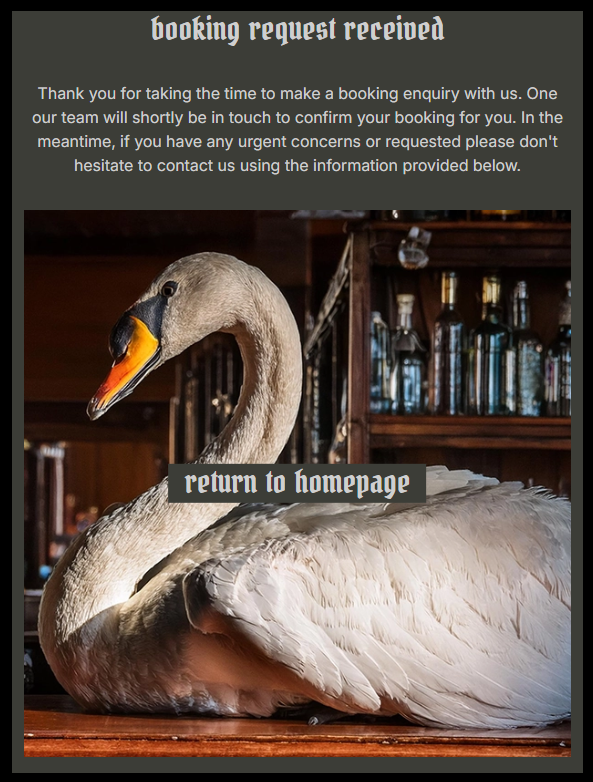 booking request received
Thank you for taking the time to make a booking enquiry with us. One
our team will shortly be in touch to confirm your booking for you. In the
meantime, if you have any urgent concerns or requested please don't
hesitate to contact us using the information provided below.
return to homepage